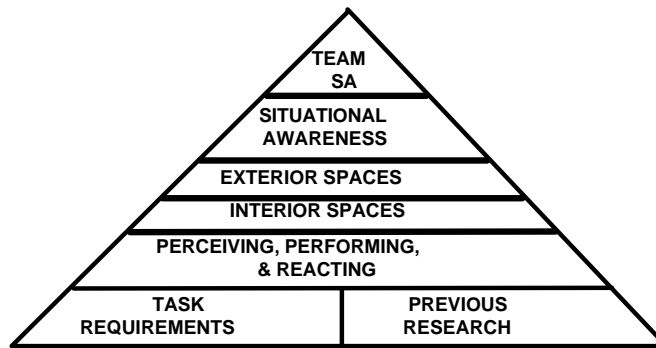 TEAM
SA
SITUATIONAL
AWARENESS
EXTERIOR SPACES
INTERIOR SPACES
PERCEIVING, PERFORMING,
& REACTING
TASK
REQUIREMENTS
PREVIOUS
RESEARCH